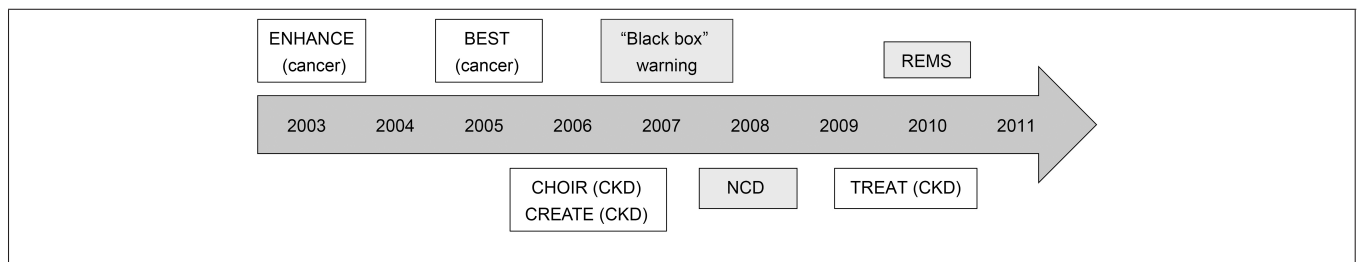 ENHANCE
(cancer)
BEST
(cancer)
“Black box”
warning
REMS
2003 2004 2005 2006 2007 2008 2009 2010 2011
CHOIR (CKD)
CREATE (CKD)
NCD
TREAT (CKD)